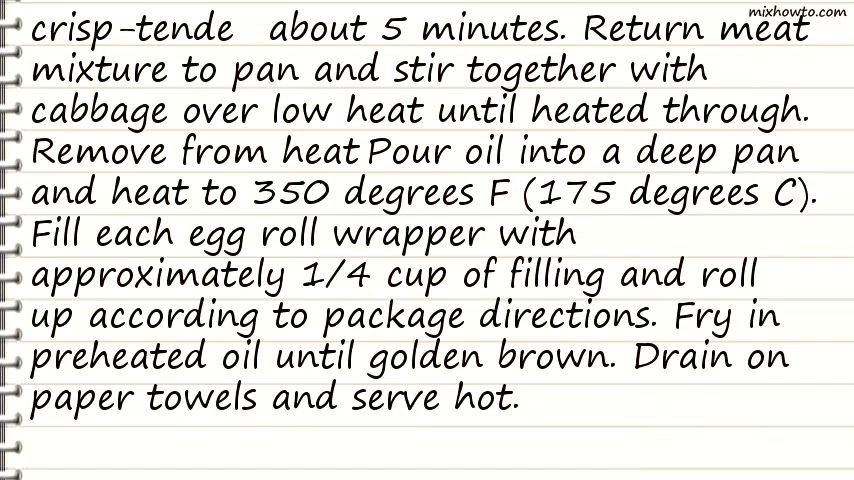 mixhowto.com
crisp-tende about 5 minutes. Return meat
mixture to pan and stir together with
cabbage over low heat until heated through.
Remove from heat Pour oil into a deep pan
and heat to 350 degrees F (175 degrees C).
Fill each egg roll wrapper with
approximately 1/4 cup of filling and roll
up according to package directions. Fry in
preheated oil until golden brown. Drain on
paper towels and serve hot.